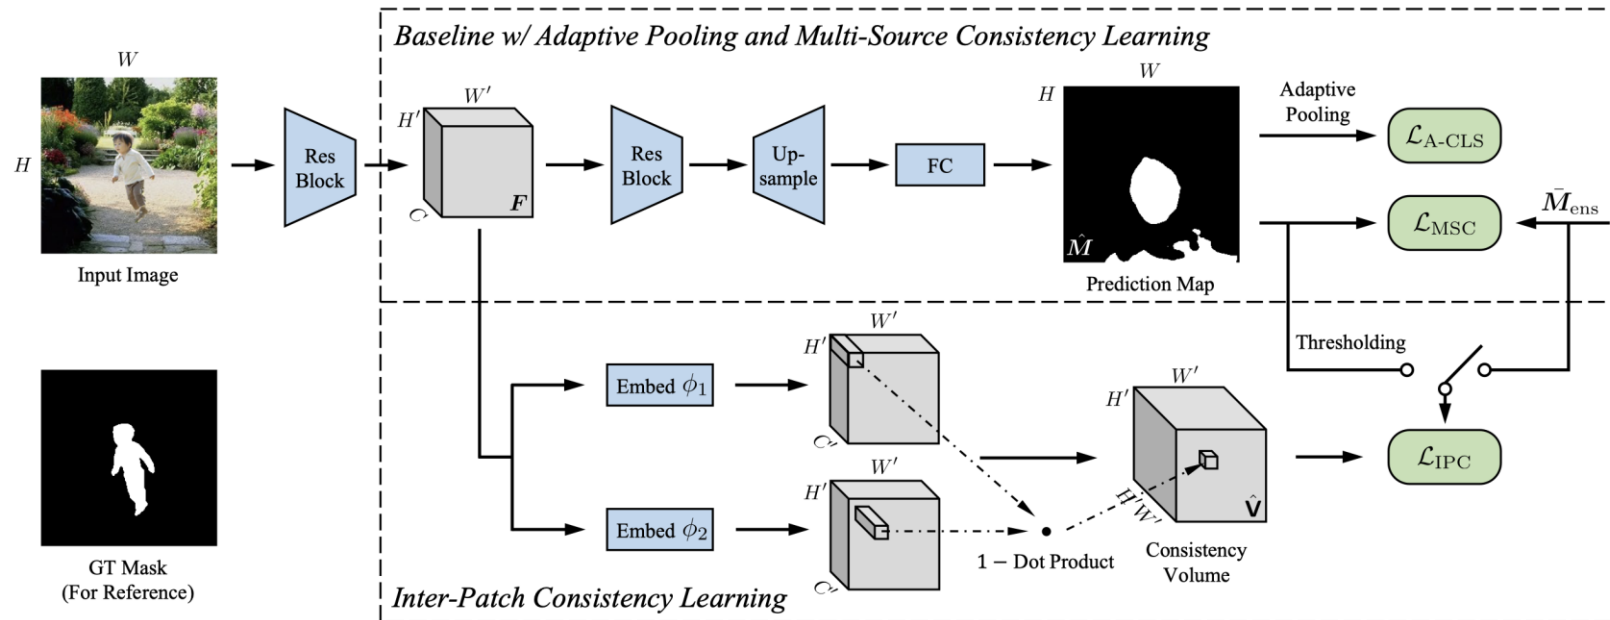 Baseline w/ Adaptive Pooling and Multi-Source Consistency Learning
W
H
Input Image
Res
Block
W′
H′
C
F
Res
Block
Up-
sample
FC
W
H
M̂
Prediction Map
Adaptive
Pooling
ℒA-CLS
ℒMSC
M̄ens
GT Mask
(For Reference)
Embed ϕ1
W′
H′
C′
Embed ϕ2
W′
H′
C′
1 − Dot Product
W′
H′
H′W′
V̂
Consistency
Volume
Thresholding
ℒIPC
Inter-Patch Consistency Learning